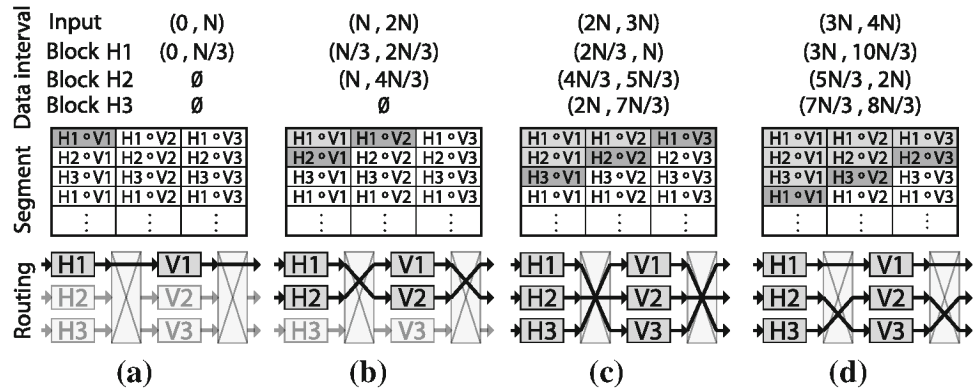 Data interval
Input (0, N) (N, 2N) (2N, 3N) (3N, 4N)
Block H1 (0, N/3) (N/3, 2N/3) (2N/3, N) (3N, 10N/3)
Block H2 ∅ (N, 4N/3) (4N/3, 5N/3) (5N/3, 2N)
Block H3 ∅ ∅ (2N, 7N/3) (7N/3, 8N/3)
Segment
H1∘V1 H1∘V2 H1∘V3 H1∘V1 H1∘V2 H1∘V3 H1∘V1 H1∘V2 H1∘V3 H1∘V1 H1∘V2 H1∘V3
H2∘V1 H2∘V2 H2∘V3 H2∘V1 H2∘V2 H2∘V3 H2∘V1 H2∘V2 H2∘V3 H2∘V1 H2∘V2 H2∘V3
H3∘V1 H3∘V2 H3∘V3 H3∘V1 H3∘V2 H3∘V3 H3∘V1 H3∘V2 H3∘V3 H3∘V1 H3∘V2 H3∘V3
H1∘V1 H1∘V2 H1∘V3 H1∘V1 H1∘V2 H1∘V3 H1∘V1 H1∘V2 H1∘V3 H1∘V1 H1∘V2 H1∘V3
⋮ ⋮ ⋮ ⋮ ⋮ ⋮ ⋮ ⋮ ⋮ ⋮ ⋮ ⋮
Routing
H1 V1 H1 V1 H1 V1 H1 V1
H2 V2 H2 V2 H2 V2 H2 V2
H3 V3 H3 V3 H3 V3 H3 V3
(a) (b) (c) (d)